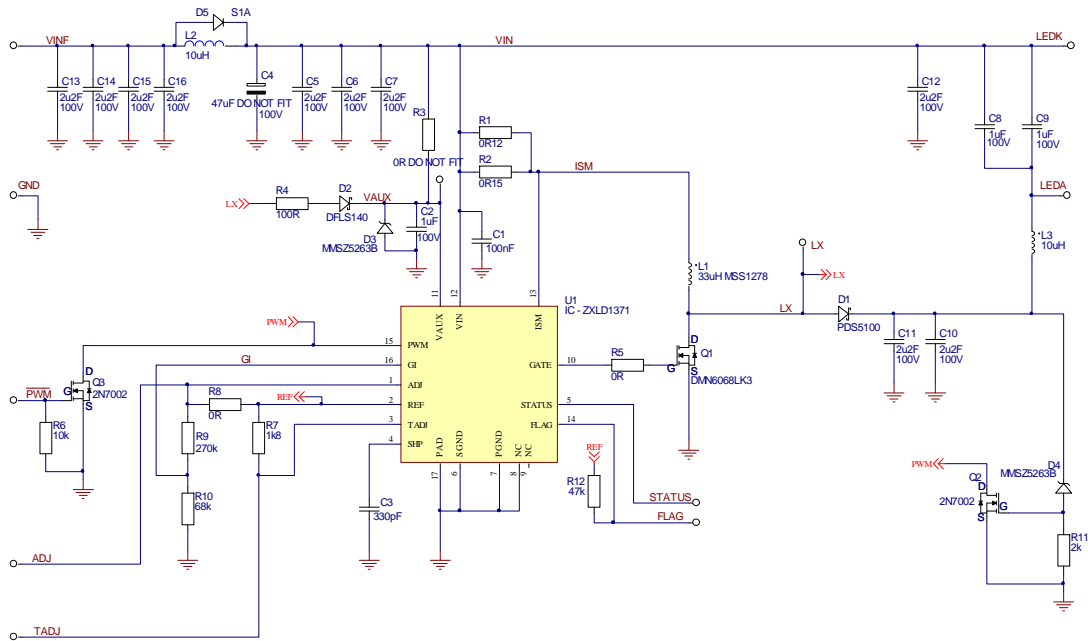 D5 S1A
VINF
L2
10uH
VIN
LEDK
C13
2u2F
100V
C14
2u2F
100V
C15
2u2F
100V
C16
2u2F
100V
C4
47uF DO NOT FIT
100V
C5
2u2F
100V
C6
2u2F
100V
C7
2u2F
100V
R3
0R DO NOT FIT
R1
0R12
R2
0R15
ISM
C12
2u2F
100V
C8
1uF
100V
C9
1uF
100V
GND
LEDA
LX
R4
100R
D2
DFLS140
VAUX
D3
MMSZ5263B
C2
1uF
100V
C1
100nF
L1
33uH MSS1278
LX
LX
L3
10uH
LX
D1
PDS5100
C11
2u2F
100V
C10
2u2F
100V
U1
IC - ZXLD1371
11
12
13
VAUX
VIN
ISM
PWM
15
PWM
GI
16
GI
1
ADJ
2
REF
3
TADJ
4
SHP
GATE
10
STATUS
5
FLAG
14
PAD
SGND
PGND
NC
NC
17
6
7
8
9
R5
0R
D
G
S
Q1
DMN6068LK3
PWM
D
G
S
Q3
2N7002
R6
10k
R8
0R
REF
R9
270k
R7
1k8
R10
68k
C3
330pF
REF
R12
47k
STATUS
FLAG
PWM
Q2
D
G
S
2N7002
D4
MMSZ5263B
R11
2k
ADJ
TADJ